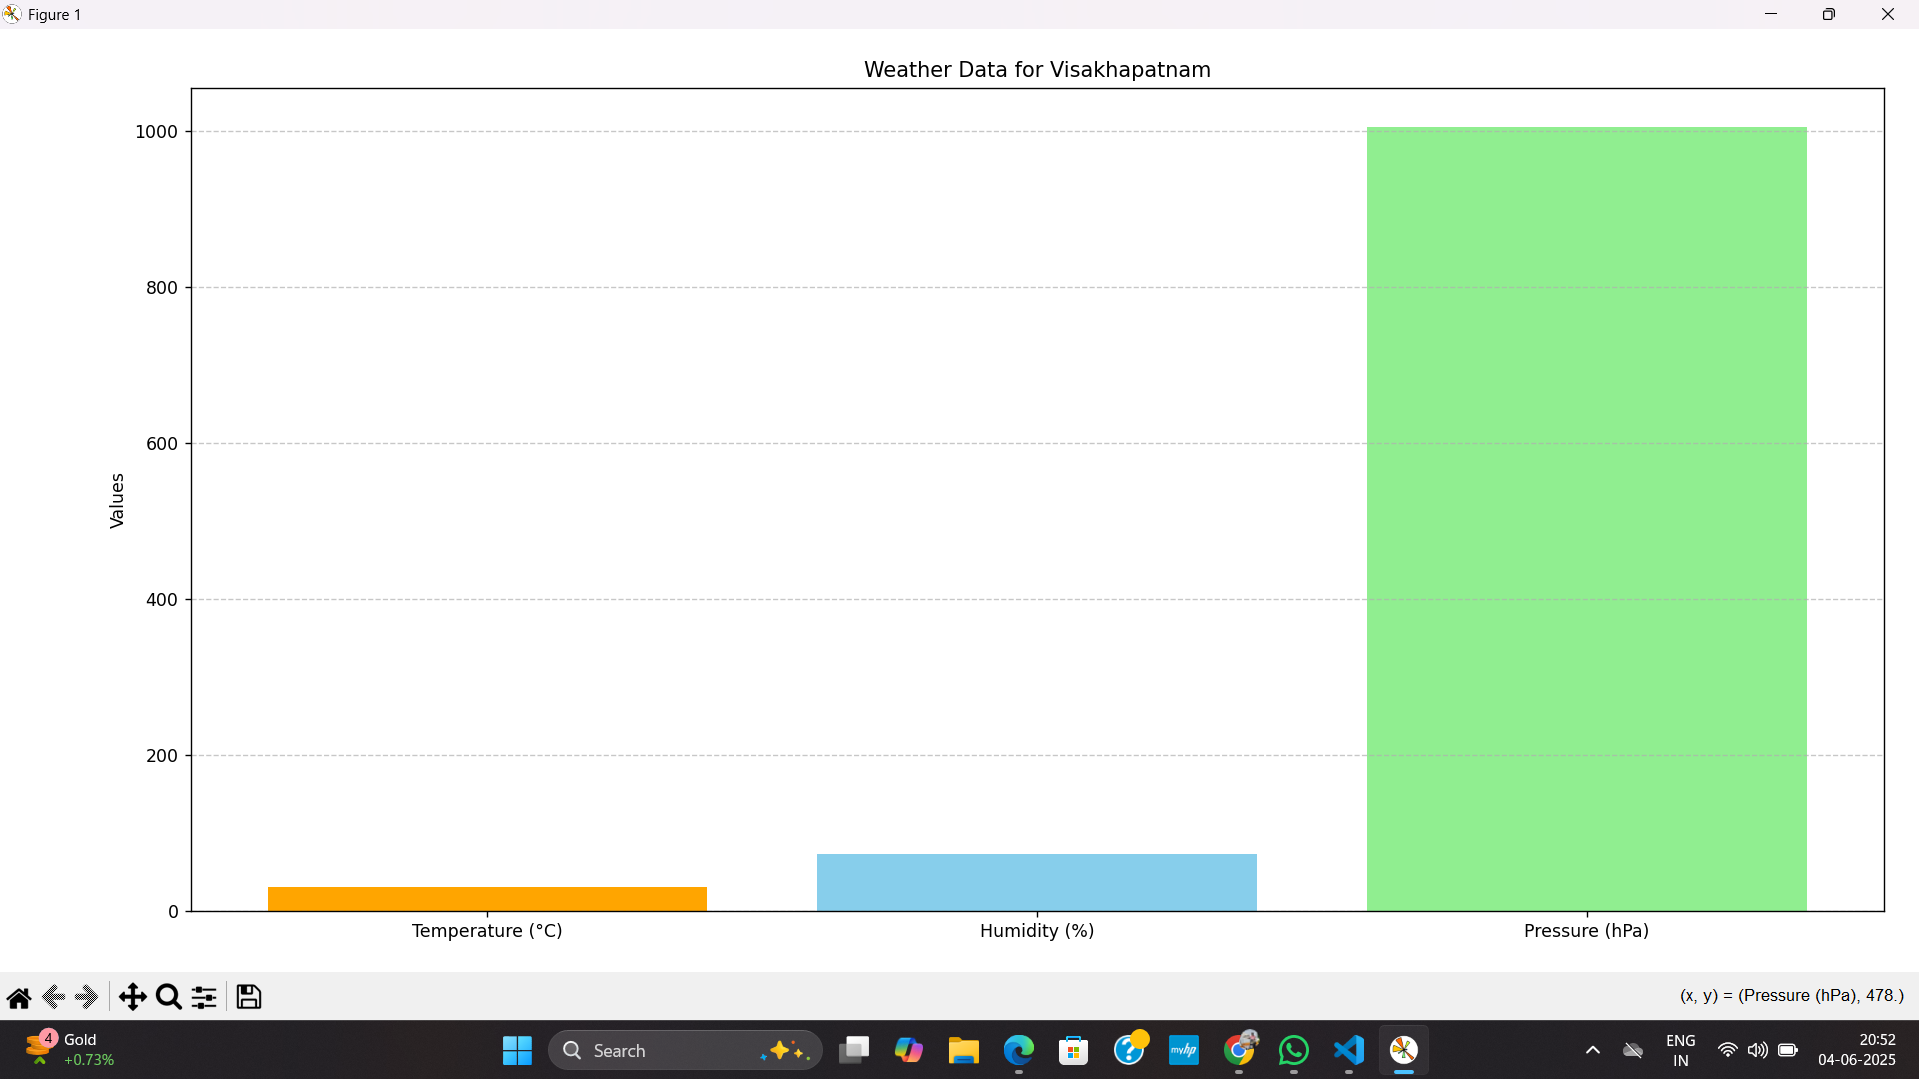 Figure 1
Weather Data for Visakhapatnam
1000
800
600
400
200
0
Values
Temperature (°C)
Humidity (%)
Pressure (hPa)
(x, y) = (Pressure (hPa), 478.)
4
Gold
+0.73%
Search
myhp
ENG
IN
20:52
04-06-2025